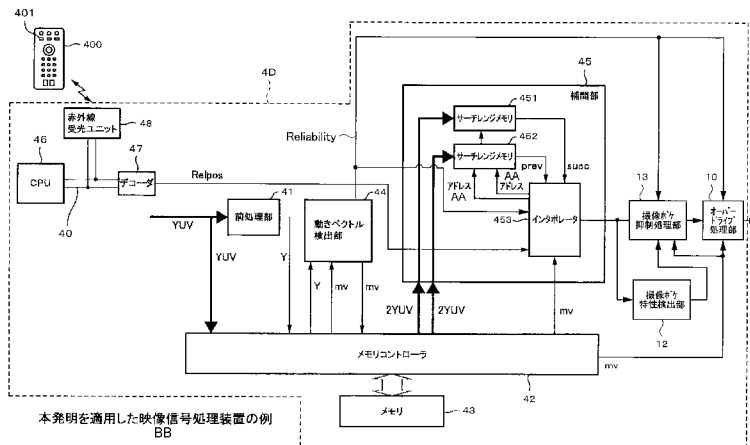 401
400
4D
45
補間部
赤外線
受光ユニット
48
Reliability
451
サーチレンジメモリ
452
サーチレンジメモリ
prev
succ
46
CPU
47
デコーダ
Relpos
40
41
前処理部
44
動きベクトル
検出部
アドレス
AA
AA
アドレス
453
インタポレータ
13
撮像ボケ
抑制処理部
10
オーバー
ドライブ
処理部
YUV
YUV
Y
Y
mv
mv
2YUV
2YUV
mv
撮像ボケ
特性検出部
12
メモリコントローラ
42
mv
メモリ
43
本発明を適用した映像信号処理装置の例
BB